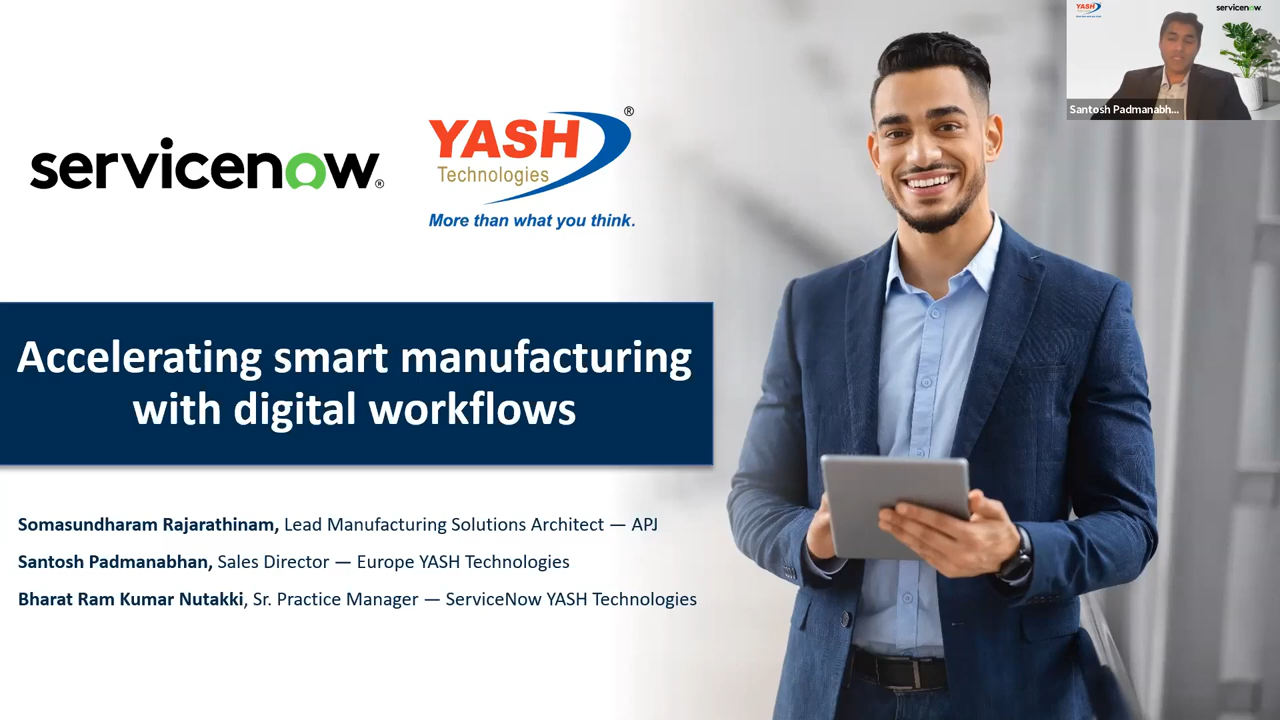 servicenow®
YASH ®
Technologies
More than what you think.
Accelerating smart manufacturing
with digital workflows
Somasundharam Rajarathinam, Lead Manufacturing Solutions Architect — APJ
Santosh Padmanabhan, Sales Director — Europe YASH Technologies
Bharat Ram Kumar Nutakki, Sr. Practice Manager — ServiceNow YASH Technologies
YASH
servicenow
Santosh Padmanabh...